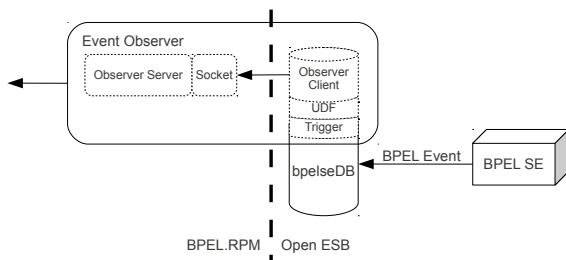 Event Observer
Observer Server
Socket
Observer
Client
UDF
Trigger
bpelseDB
BPEL Event
BPEL SE
BPEL.RPM
Open ESB